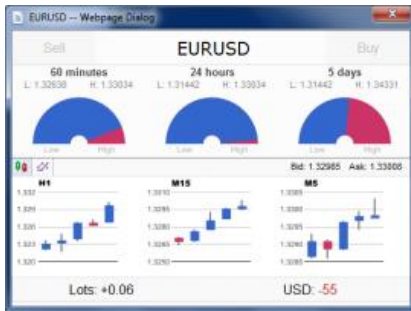 EURUSD -- Webpage Dialog
Sell EURUSD Buy
60 minutes 24 hours 5 days
L: 1.32638 H: 1.33034 L: 1.31442 H: 1.33034 L: 1.31442 H: 1.34331
Low High Low High Low High
Bid: 1.32985 Ask: 1.33008
H1 M15 M5
Lots: +0.06 USD: -55